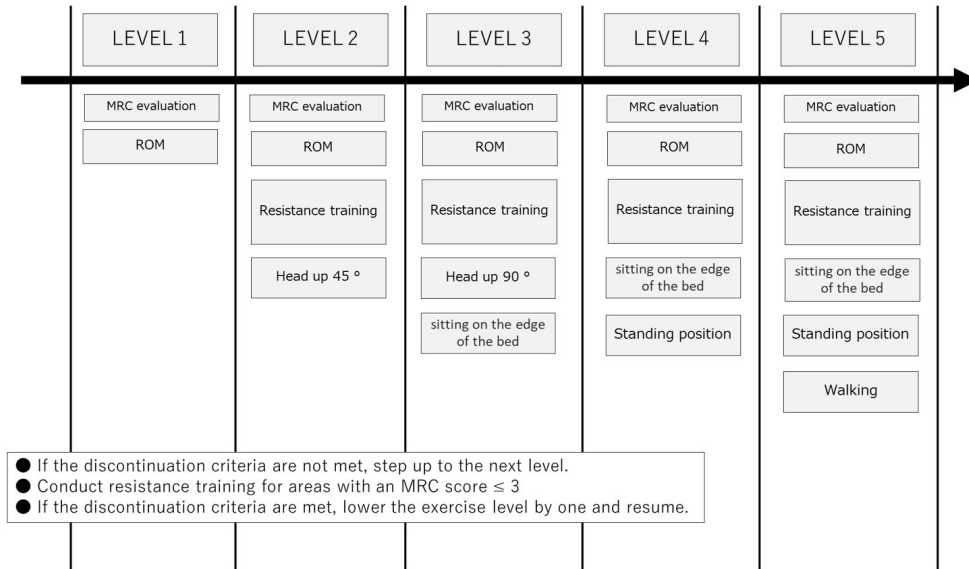 LEVEL 1
LEVEL 2
LEVEL 3
LEVEL 4
LEVEL 5
MRC evaluation
ROM
MRC evaluation
ROM
Resistance training
Head up 45 °
MRC evaluation
ROM
Resistance training
Head up 90 °
sitting on the edge
of the bed
MRC evaluation
ROM
Resistance training
sitting on the edge
of the bed
Standing position
MRC evaluation
ROM
Resistance training
sitting on the edge
of the bed
Standing position
Walking
● If the discontinuation criteria are not met, step up to the next level.
● Conduct resistance training for areas with an MRC score ≤ 3
● If the discontinuation criteria are met, lower the exercise level by one and resume.